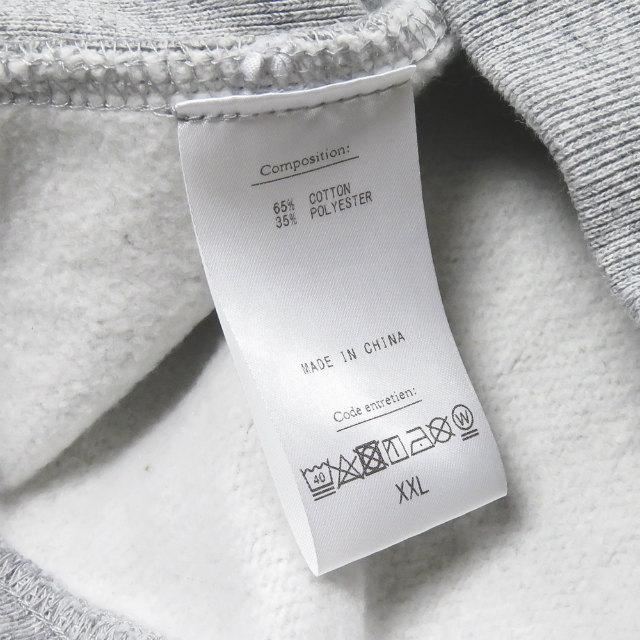 Composition:
65% COTTON
35% POLYESTER
MADE IN CHINA
Code entretien:
40 W
XXL